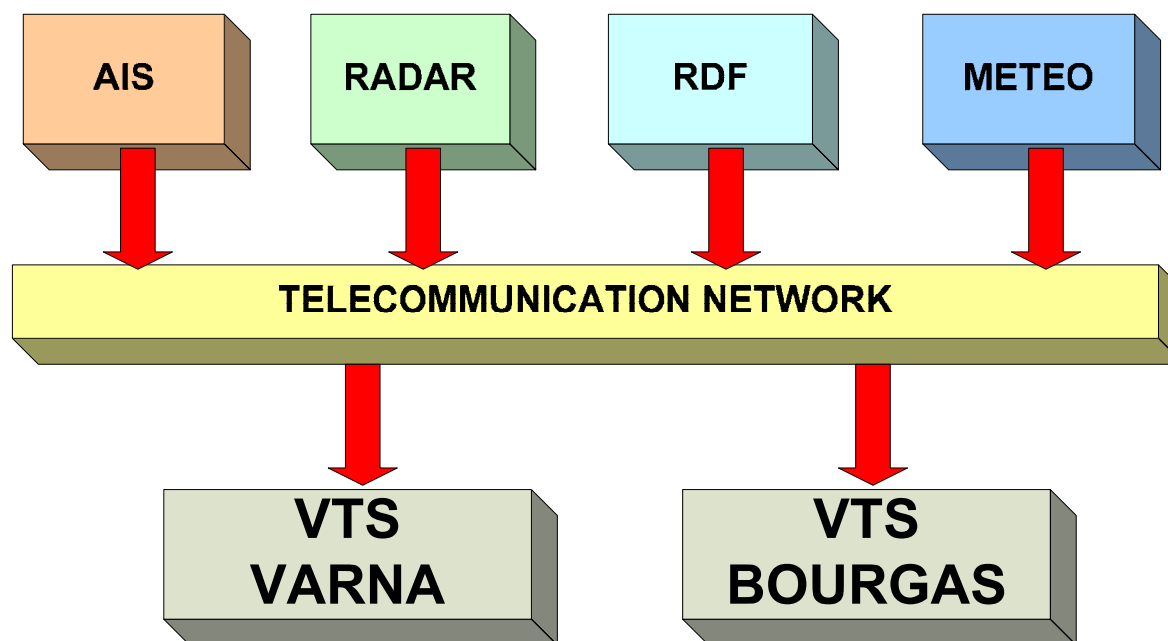 AIS
RADAR
RDF
METEO
TELECOMMUNICATION NETWORK
VTS
VARNA
VTS
BOURGAS